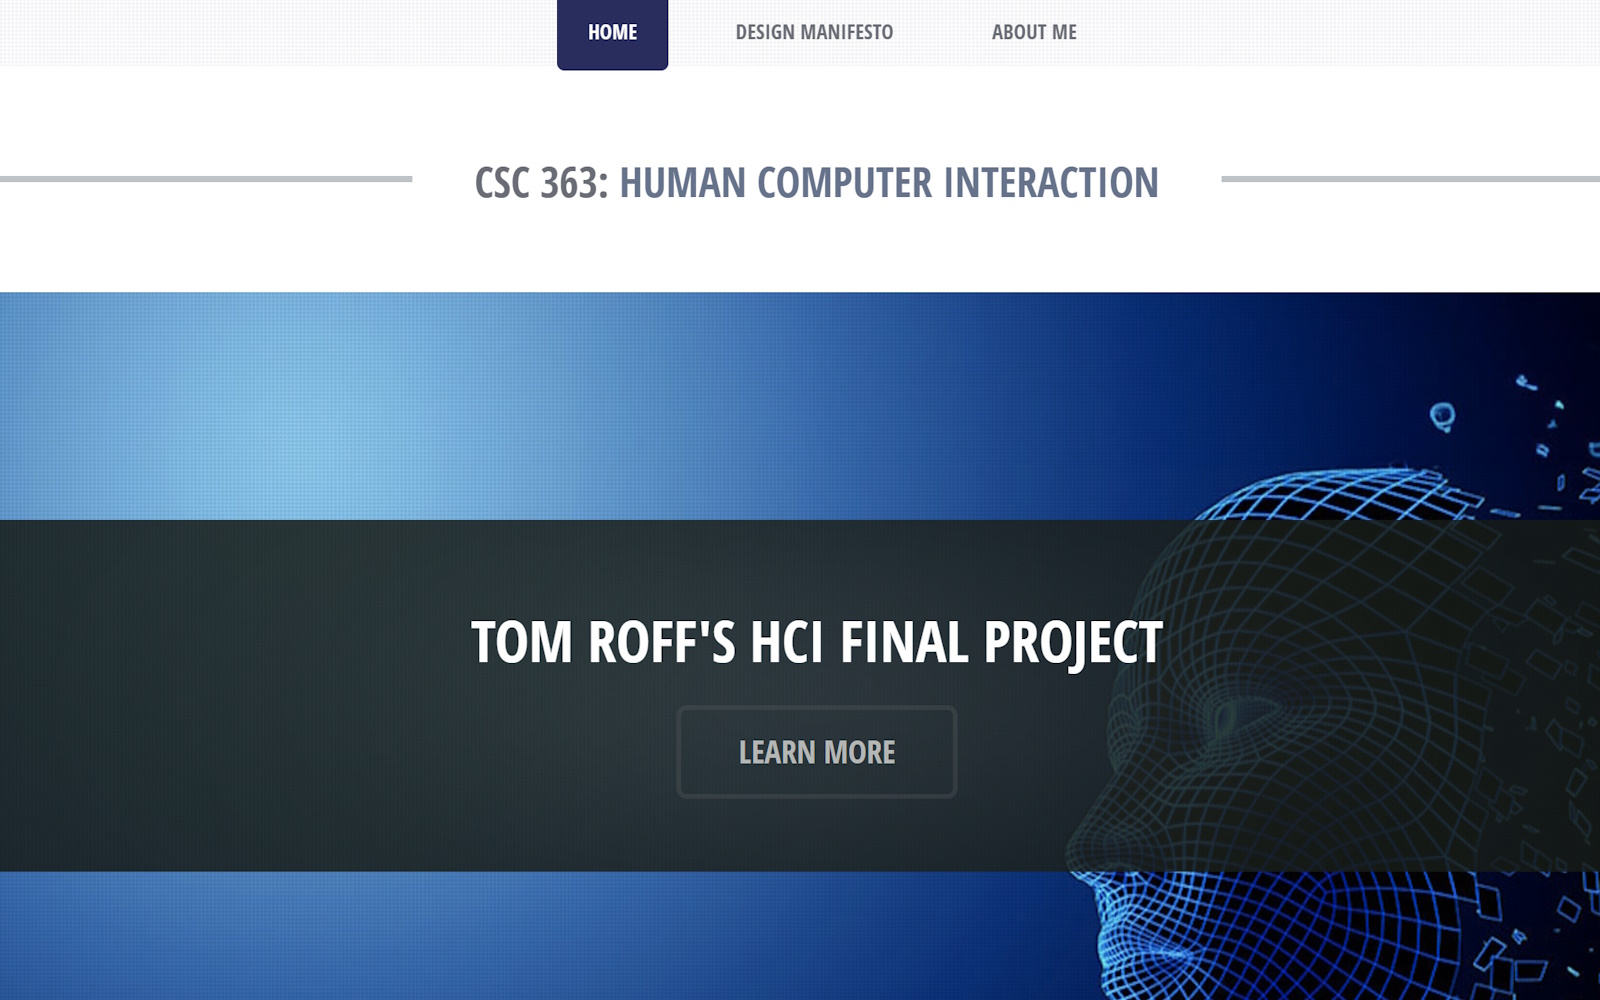 HOME DESIGN MANIFESTO ABOUT ME
CSC 363: HUMAN COMPUTER INTERACTION
TOM ROFF'S HCI FINAL PROJECT
LEARN MORE